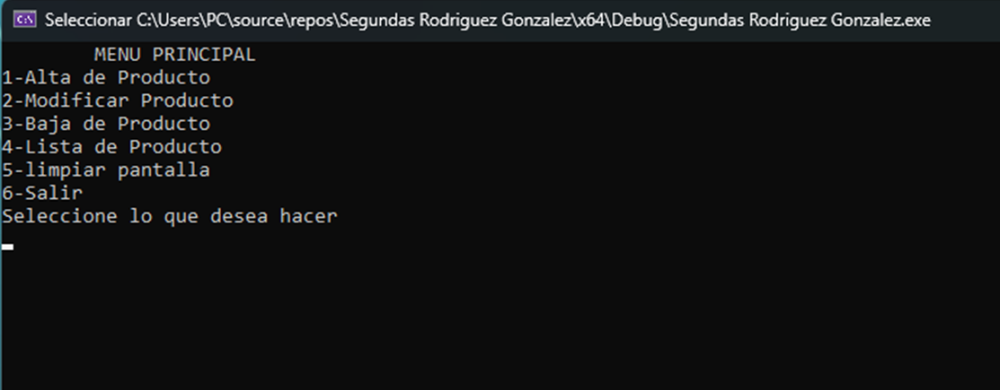 Seleccionar C:\Users\PC\source\repos\Segundas Rodriguez Gonzalez\x64\Debug\Segundas Rodriguez Gonzalez.exe
MENU PRINCIPAL
1-Alta de Producto
2-Modificar Producto
3-Baja de Producto
4-Lista de Producto
5-limpiar pantalla
6-Salir
Seleccione lo que desea hacer